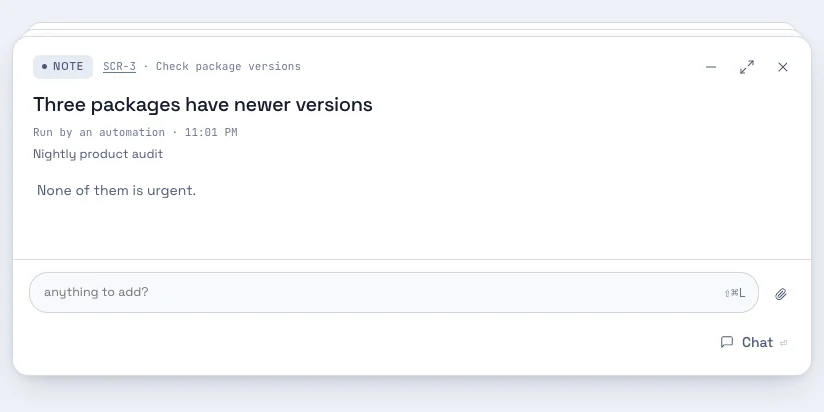 NOTE SCR-3 · Check package versions
Three packages have newer versions
Run by an automation · 11:01 PM
Nightly product audit
None of them is urgent.
anything to add? ⇧⌘L
Chat ⏎